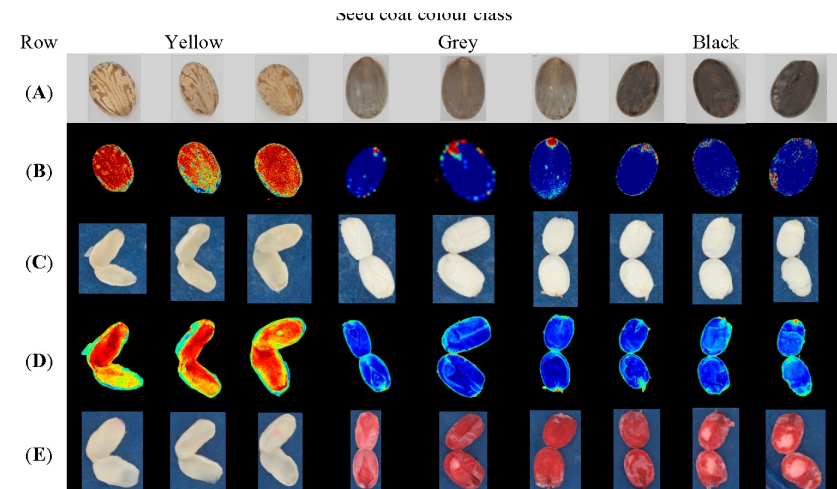 Seed coat colour class
Row Yellow Grey Black
(A)
(B)
(C)
(D)
(E)